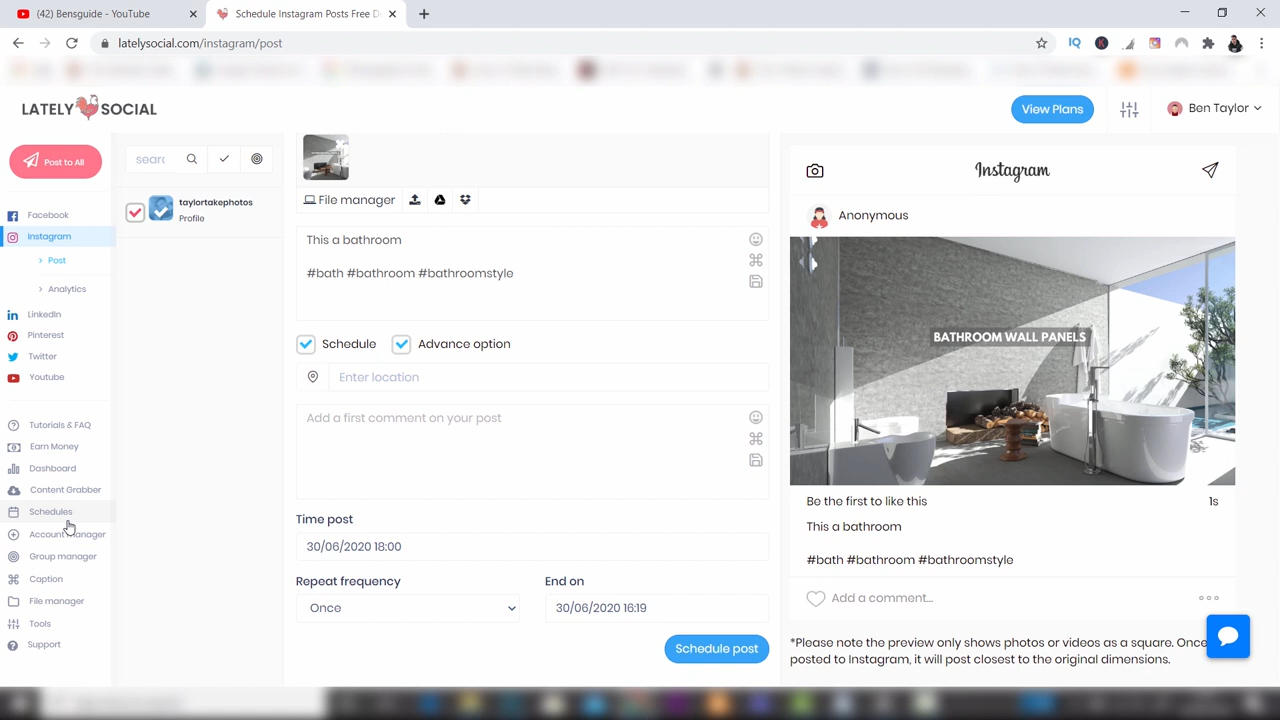 (42) Bensguide - YouTube
Schedule Instagram Posts Free D
latelysocial.com/instagram/post
LATELY SOCIAL
View Plans
Ben Taylor
Post to All
Facebook
Instagram
Post
Analytics
LinkedIn
Pinterest
Twitter
Youtube
Tutorials & FAQ
Earn Money
Dashboard
Content Grabber
Schedules
Account Manager
Group manager
Caption
File manager
Tools
Support
searc
taylortakephotos
Profile
File manager
This a bathroom
#bath #bathroom #bathroomstyle
Schedule
Advance option
Enter location
Add a first comment on your post
Time post
30/06/2020 18:00
Repeat frequency
End on
Once
30/06/2020 16:19
Schedule post
Instagram
Anonymous
BATHROOM WALL PANELS
Be the first to like this
1s
This a bathroom
#bath #bathroom #bathroomstyle
Add a comment...
*Please note the preview only shows photos or videos as a square. Once
posted to Instagram, it will post closest to the original dimensions.